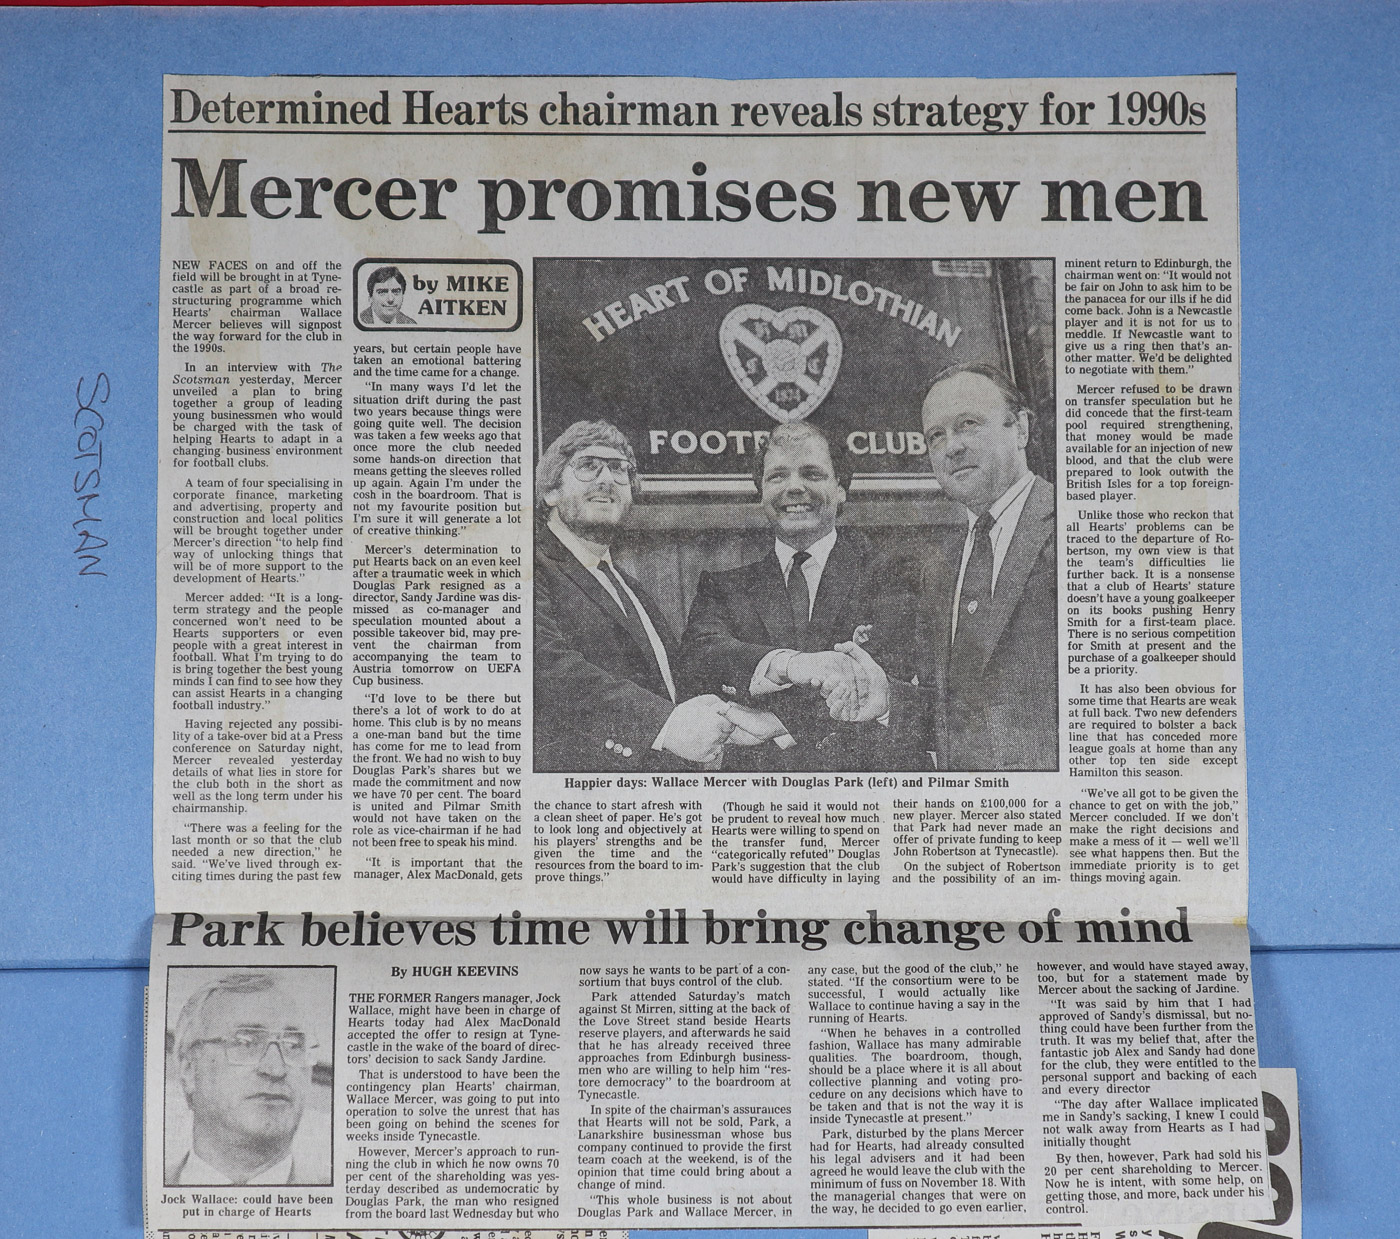 Determined Hearts chairman reveals strategy for 1990s
Mercer promises new men
NEW FACES on and off the
field will be brought in at Tyne-
castle as part of a broad re-
structuring programme which
Hearts' chairman Wallace
Mercer believes will signpost
the way forward for the club in
the 1990s.
In an interview with The
Scotsman yesterday, Mercer
unveiled a plan to bring
together a group of leading
young businessmen who would
be charged with the task of
helping Hearts to adapt in a
changing business environment
for football clubs.
A team of four specialising in
corporate finance, marketing
and advertising, property and
construction and local politics
will be brought together under
Mercer's direction "to help find
way of unlocking things that
will be of more support to the
development of Hearts."
Mercer added: "It is a long-
term strategy and the people
concerned won't need to be
Hearts supporters or even
people with a great interest in
football. What I'm trying to do
is bring together the best young
minds I can find to see how they
can assist Hearts in a changing
football industry."
Having rejected any possibi-
lity of a take-over bid at a Press
conference on Saturday night,
Mercer revealed yesterday
details of what lies in store for
the club both in the short as
well as the long term under his
chairmanship.
"There was a feeling for the
last month or so that the club
needed a new direction," he
said. "We've lived through ex-
citing times during the past few
by MIKE
AITKEN
years, but certain people have
taken an emotional battering
and the time came for a change.
"In many ways I'd let the
situation drift during the past
two years because things were
going quite well. The decision
was taken a few weeks ago that
once more the club needed
some hands-on direction that
means getting the sleeves rolled
up again. Again I'm under the
cosh in the boardroom. That is
not my favourite position but
I'm sure it will generate a lot
of creative thinking."
Mercer's determination to
put Hearts back on an even keel
after a traumatic week in which
Douglas Park resigned as a
director, Sandy Jardine was dis-
missed as co-manager and
speculation mounted about a
possible takeover bid, may pre-
vent the chairman from
accompanying the team to
Austria tomorrow on UEFA
Cup business.
"I'd love to be there but
there's a lot of work to do at
home. This club is by no means
a one-man band but the time
has come for me to lead from
the front. We had no wish to buy
Douglas Park's shares but we
made the commitment and now
we have 70 per cent. The board
is united and Pilmar Smith
would not have taken on the
role as vice-chairman if he had
not been free to speak his mind.
"It is important that the
manager, Alex MacDonald, gets
HEART OF MIDLOTHIAN
1874
FOOTB CLUB
Happier days: Wallace Mercer with Douglas Park (left) and Pilmar Smith
the chance to start afresh with
a clean sheet of paper. He's got
to look long and objectively at
his players' strengths and be
given the time and the
resources from the board to im-
prove things."
(Though he said it would not
be prudent to reveal how much
Hearts were willing to spend on
the transfer fund, Mercer
"categorically refuted" Douglas
Park's suggestion that the club
would have difficulty in laying
their hands on £100,000 for a
new player. Mercer also stated
that Park had never made an
offer of private funding to keep
John Robertson at Tynecastle).
On the subject of Robertson
and the possibility of an im-
minent return to Edinburgh, the
chairman went on: "It would not
be fair on John to ask him to be
the panacea for our ills if he did
come back. John is a Newcastle
player and it is not for us to
meddle. If Newcastle want to
give us a ring then that's an-
other matter. We'd be delighted
to negotiate with them."
Mercer refused to be drawn
on transfer speculation but he
did concede that the first-team
pool required strengthening,
that money would be made
available for an injection of new
blood, and that the club were
prepared to look outwith the
British Isles for a top foreign-
based player.
Unlike those who reckon that
all Hearts' problems can be
traced to the departure of Ro-
bertson, my own view is that
the team's difficulties lie
further back. It is a nonsense
that a club of Hearts' stature
doesn't have a young goalkeeper
on its books pushing Henry
Smith for a first-team place.
There is no serious competition
for Smith at present and the
purchase of a goalkeeper should
be a priority.
It has also been obvious for
some time that Hearts are weak
at full back. Two new defenders
are required to bolster a back
line that has conceded more
league goals at home than any
other top ten side except
Hamilton this season.
"We've all got to be given the
chance to get on with the job,"
Mercer concluded. If we don't
make the right decisions and
make a mess of it — well we'll
see what happens then. But the
immediate priority is to get
things moving again.
SCOTSMAN
Park believes time will bring change of mind
Jock Wallace: could have been
put in charge of Hearts
By HUGH KEEVINS
THE FORMER Rangers manager, Jock
Wallace, might have been in charge of
Hearts today had Alex MacDonald
accepted the offer to resign at Tyne-
castle in the wake of the board of direc-
tors' decision to sack Sandy Jardine.
That is understood to have been the
contingency plan Hearts' chairman,
Wallace Mercer, was going to put into
operation to solve the unrest that has
been going on behind the scenes for
weeks inside Tynecastle.
However, Mercer's approach to run-
ning the club in which he now owns 70
per cent of the shareholding was yes-
terday described as undemocratic by
Douglas Park, the man who resigned
from the board last Wednesday but who
now says he wants to be part of a con-
sortium that buys control of the club.
Park attended Saturday's match
against St Mirren, sitting at the back of
the Love Street stand beside Hearts
reserve players, and afterwards he said
that he has already received three
approaches from Edinburgh business-
men who are willing to help him "res-
tore democracy" to the boardroom at
Tynecastle.
In spite of the chairman's assurances
that Hearts will not be sold, Park, a
Lanarkshire businessman whose bus
company continued to provide the first
team coach at the weekend, is of the
opinion that time could bring about a
change of mind.
"This whole business is not about
Douglas Park and Wallace Mercer, in
any case, but the good of the club," he
stated. "If the consortium were to be
successful, I would actually like
Wallace to continue having a say in the
running of Hearts.
"When he behaves in a controlled
fashion, Wallace has many admirable
qualities. The boardroom, though,
should be a place where it is all about
collective planning and voting pro-
cedure on any decisions which have to
be taken and that is not the way it is
inside Tynecastle at present."
Park, disturbed by the plans Mercer
had for Hearts, had already consulted
his legal advisers and it had been
agreed he would leave the club with the
minimum of fuss on November 18. With
the managerial changes that were on
the way, he decided to go even earlier,
however, and would have stayed away,
too, but for a statement made by
Mercer about the sacking of Jardine.
"It was said by him that I had
approved of Sandy's dismissal, but no-
thing could have been further from the
truth. It was my belief that, after the
fantastic job Alex and Sandy had done
for the club, they were entitled to the
personal support and backing of each
and every director
"The day after Wallace implicated
me in Sandy's sacking, I knew I could
not walk away from Hearts as I had
initially thought
By then, however, Park had sold his
20 per cent shareholding to Mercer.
Now he is intent, with some help, on
getting those, and more, back under his
control.